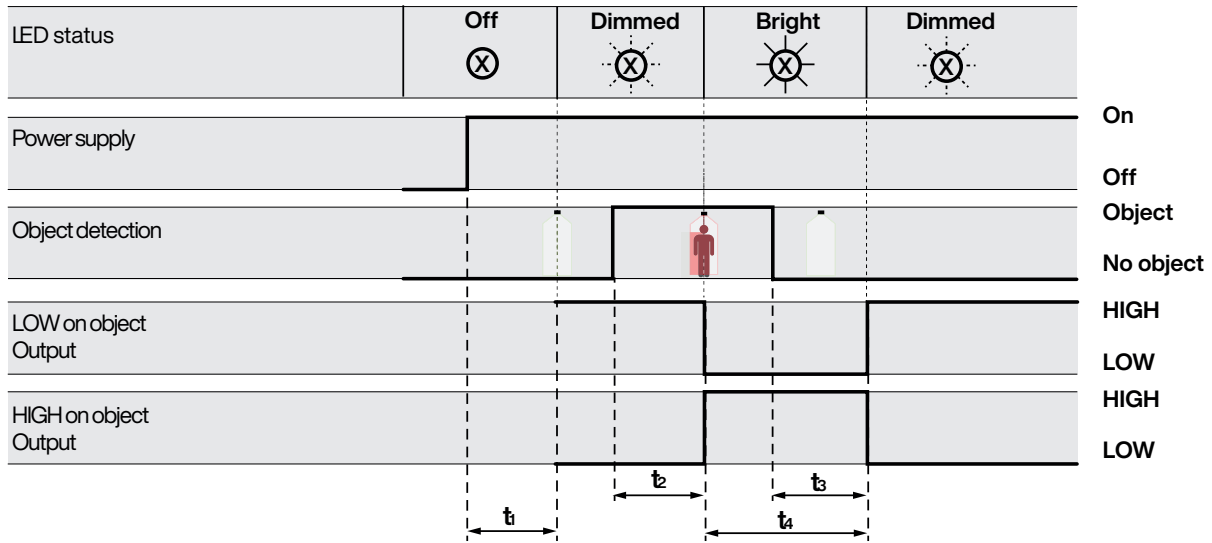 LED status
Off
Dimmed
Bright
Dimmed
X
X
X
X
Power supply
On
Off
Object detection
Object
No object
LOW on object
Output
HIGH
LOW
HIGH on object
Output
HIGH
LOW
t1
t2
t3
t4